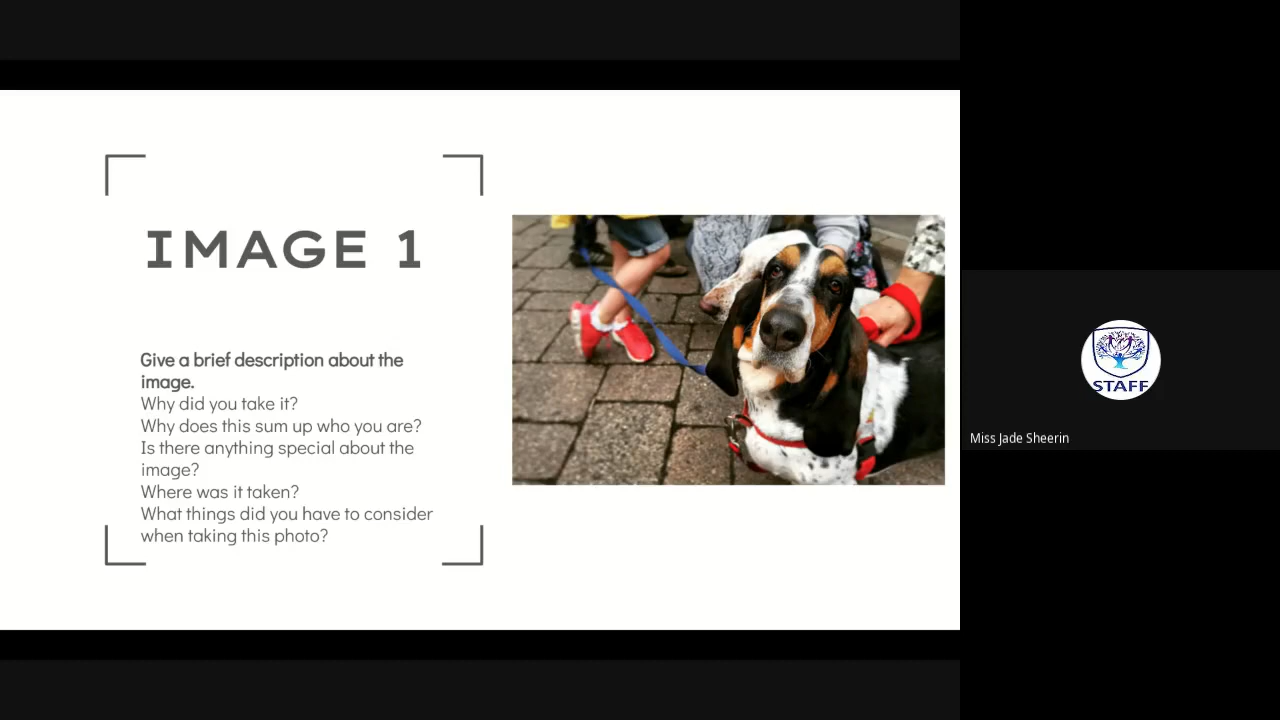 IMAGE 1
Give a brief description about the
image.
Why did you take it?
Why does this sum up who you are?
Is there anything special about the
image?
Where was it taken?
What things did you have to consider
when taking this photo?
STAFF
Miss Jade Sheerin